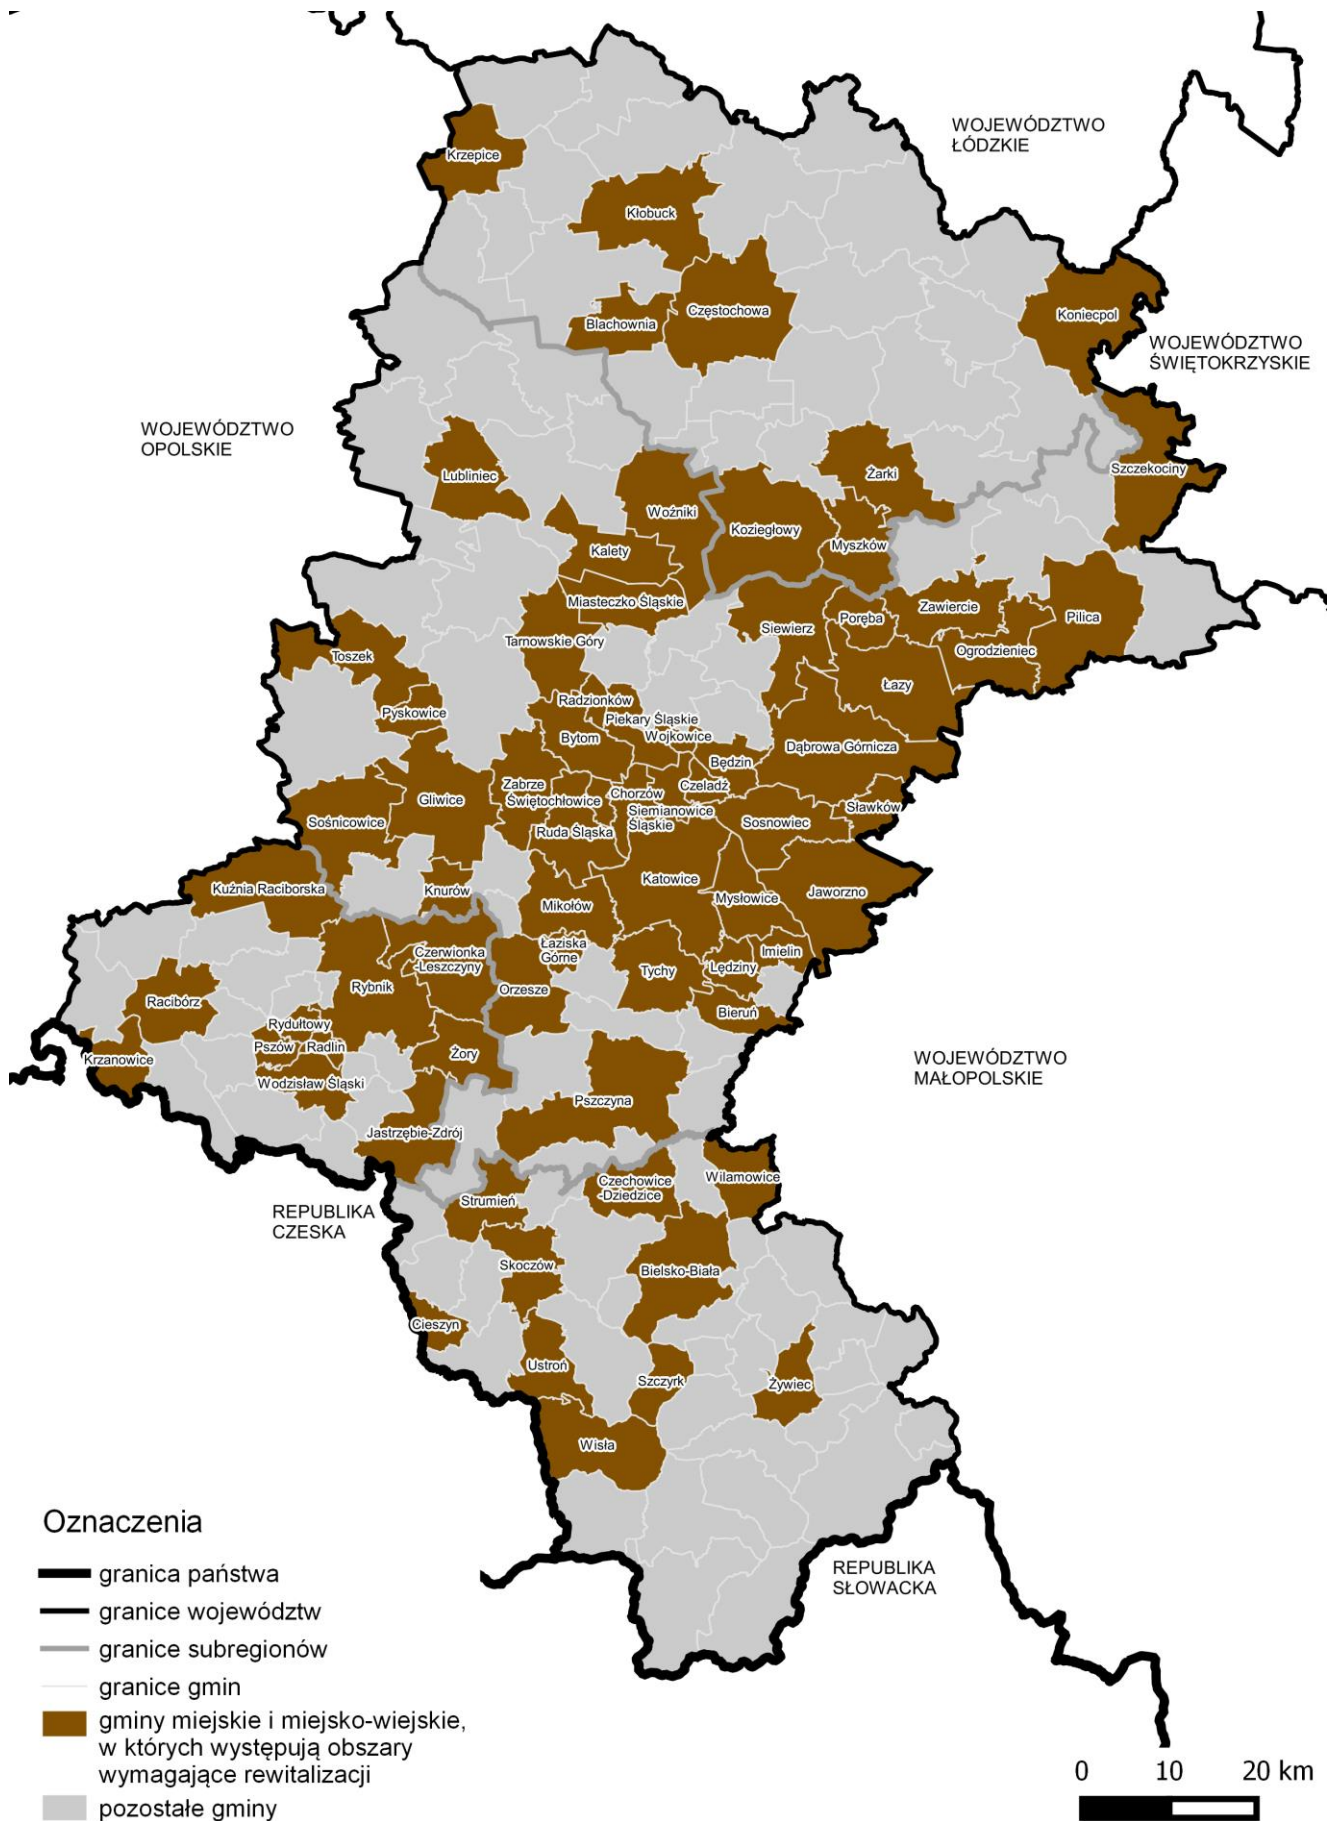 WOJEWÓDZTWO
ŁÓDZKIE
Krzepice
Kłobuck
Częstochowa
Koniecpol
Blachownia
WOJEWÓDZTWO
ŚWIĘTOKRZYSKIE
WOJEWÓDZTWO
OPOLSKIE
Lubliniec
Żarki
Szczekociny
Woźniki
Koziegłowy
Myszków
Kalety
Miasteczko Śląskie
Zawiercie
Poręba
Pilica
Siewierz
Tarnowskie Góry
Ogrodzieniec
Toszek
Łazy
Radzionków
Pyskowice
Piekary Śląskie
Wojkowice
Bytom
Dąbrowa Górnicza
Będzin
Zabrze
Czeladź
Chorzów
Gliwice
Świętochłowice
Sławków
Siemianowice
Śląskie
Sośnicowice
Sosnowiec
Ruda Śląska
Katowice
Kuźnia Raciborska
Knurów
Jaworzno
Mysłowice
Mikołów
Łaziska
Górne
Czerwionka
-Leszczyny
Imielin
Lędziny
Tychy
Rybnik
Orzesze
Racibórz
Bieruń
Rydułtowy
Pszów
Radlin
Żory
Krzanowice
Wodzisław Śląski
WOJEWÓDZTWO
MAŁOPOLSKIE
Pszczyna
Jastrzębie-Zdrój
Wilamowice
Czechowice
-Dziedzice
Strumień
REPUBLIKA
CZESKA
Skoczów
Bielsko-Biała
Cieszyn
Ustroń
Szczyrk
Żywiec
Wisła
Oznaczenia
granica państwa
granice województw
granice subregionów
granice gmin
gminy miejskie i miejsko-wiejskie,
w których występują obszary
wymagające rewitalizacji
pozostałe gminy
REPUBLIKA
SŁOWACKA
0 10 20 km